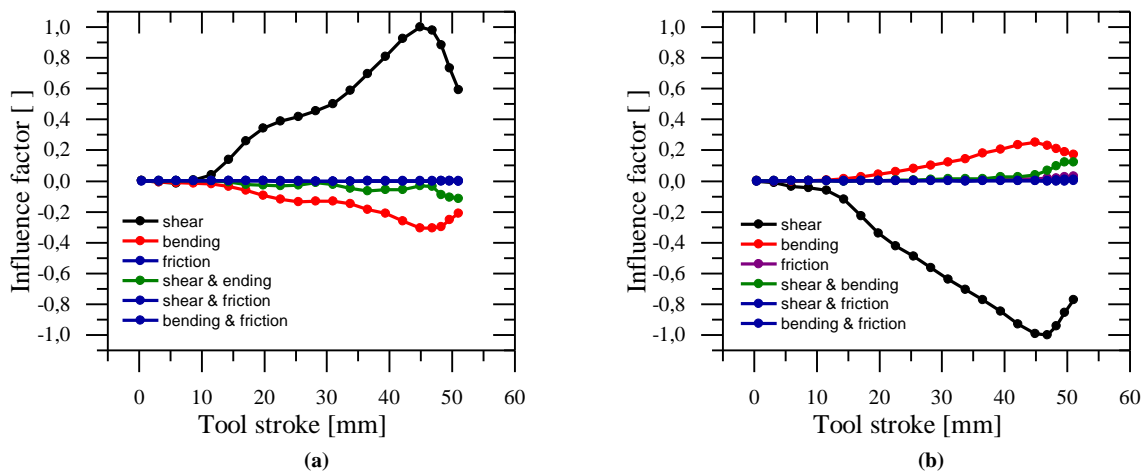 1,0
0,8
0,6
0,4
0,2
0,0
-0,2
-0,4
-0,6
-0,8
-1,0
Influence factor [ ]
shear
bending
friction
shear & ending
shear & friction
bending & friction
0 10 20 30 40 50 60
Tool stroke [mm]
(a)
1,0
0,8
0,6
0,4
0,2
0,0
-0,2
-0,4
-0,6
-0,8
-1,0
Influence factor [ ]
shear
bending
friction
shear & bending
shear & friction
bending & friction
0 10 20 30 40 50 60
Tool stroke [mm]
(b)